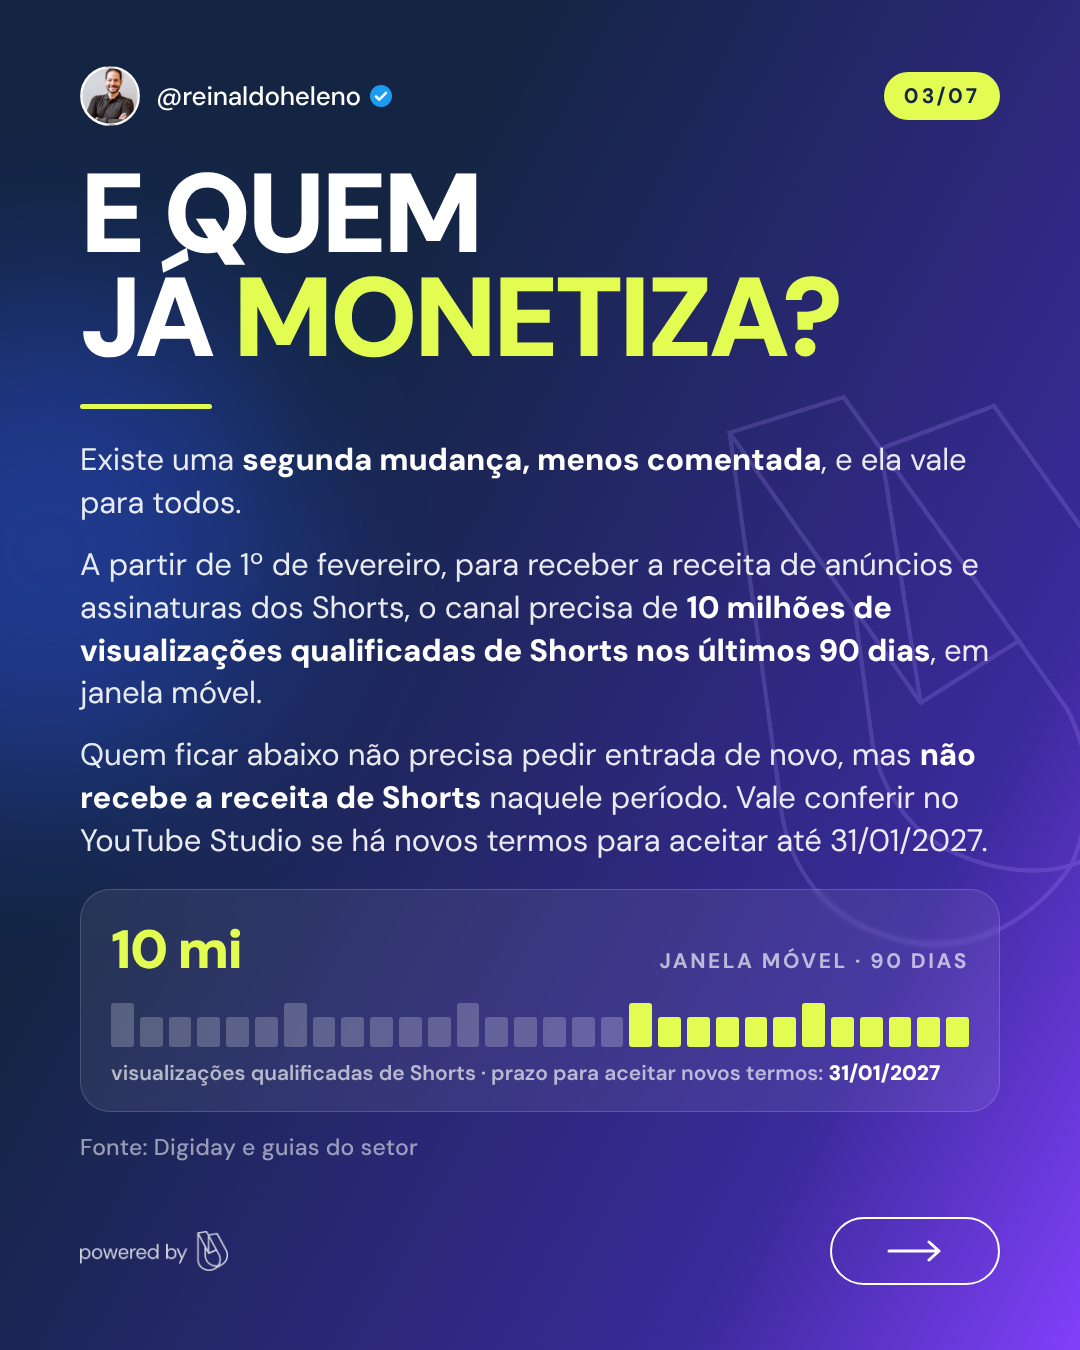 @reinaldoheleno
03/07
E QUEM
JÁ MONETIZA?
Existe uma segunda mudança, menos comentada, e ela vale
para todos.
A partir de 1º de fevereiro, para receber a receita de anúncios e
assinaturas dos Shorts, o canal precisa de 10 milhões de
visualizações qualificadas de Shorts nos últimos 90 dias, em
janela móvel.
Quem ficar abaixo não precisa pedir entrada de novo, mas não
recebe a receita de Shorts naquele período. Vale conferir no
YouTube Studio se há novos termos para aceitar até 31/01/2027.
10 mi
JANELA MÓVEL · 90 DIAS
visualizações qualificadas de Shorts · prazo para aceitar novos termos: 31/01/2027
Fonte: Digiday e guias do setor
powered by